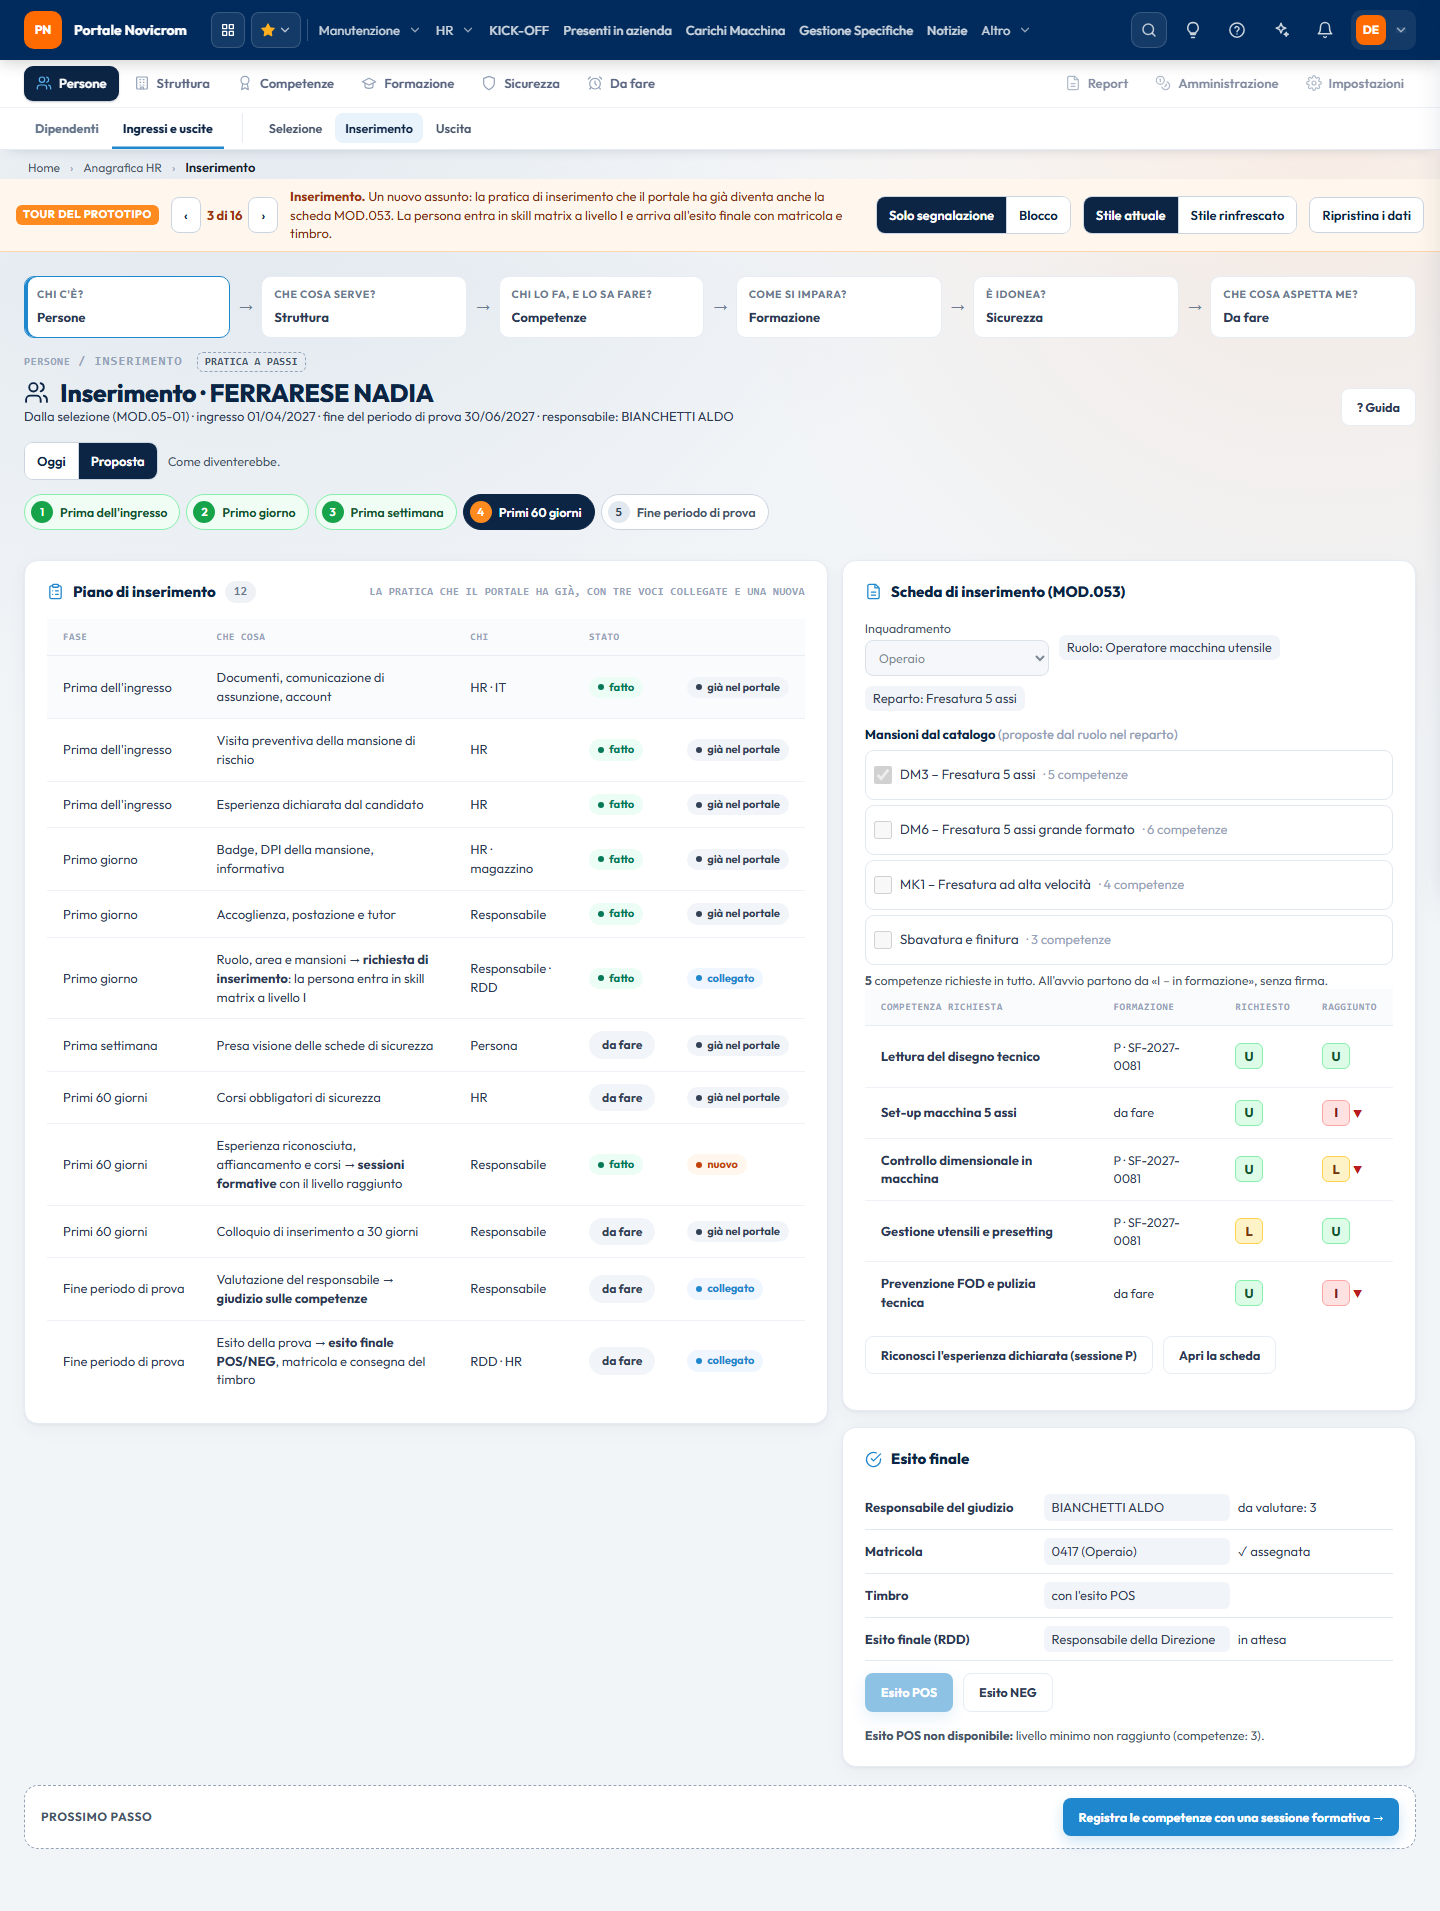 PN Portale Novicrom Manutenzione HR KICK-OFF Presenti in azienda Carichi Macchina Gestione Specifiche Notizie Altro DE
Persone Struttura Competenze Formazione Sicurezza Da fare Report Amministrazione Impostazioni
Dipendenti Ingressi e uscite Selezione Inserimento Uscita
Home › Anagrafica HR › Inserimento
TOUR DEL PROTOTIPO ‹ 3 di 16 ›
Inserimento. Un nuovo assunto: la pratica di inserimento che il portale ha già diventa anche la
scheda MOD.053. La persona entra in skill matrix a livello I e arriva all'esito finale con matricola e
timbro.
Solo segnalazione Blocco Stile attuale Stile rinfrescato Ripristina i dati
CHI C'È?
Persone
→
CHE COSA SERVE?
Struttura
→
CHI LO FA, E LO SA FARE?
Competenze
→
COME SI IMPARA?
Formazione
→
È IDONEA?
Sicurezza
→
CHE COSA ASPETTA ME?
Da fare
PERSONE / INSERIMENTO PRATICA A PASSI
Inserimento · FERRARESE NADIA
Dalla selezione (MOD.05-01) · ingresso 01/04/2027 · fine del periodo di prova 30/06/2027 · responsabile: BIANCHETTI ALDO
? Guida
Oggi Proposta Come diventerebbe.
1 Prima dell'ingresso 2 Primo giorno 3 Prima settimana 4 Primi 60 giorni 5 Fine periodo di prova
Piano di inserimento 12 LA PRATICA CHE IL PORTALE HA GIÀ, CON TRE VOCI COLLEGATE E UNA NUOVA
FASE CHE COSA CHI STATO
Prima dell'ingresso Documenti, comunicazione di
assunzione, account HR · IT fatto già nel portale
Prima dell'ingresso Visita preventiva della mansione di
rischio HR fatto già nel portale
Prima dell'ingresso Esperienza dichiarata dal candidato HR fatto già nel portale
Primo giorno Badge, DPI della mansione,
informativa HR ·
magazzino fatto già nel portale
Primo giorno Accoglienza, postazione e tutor Responsabile fatto già nel portale
Primo giorno Ruolo, area e mansioni → richiesta di
inserimento: la persona entra in skill
matrix a livello I Responsabile ·
RDD fatto collegato
Prima settimana Presa visione delle schede di sicurezza Persona da fare già nel portale
Primi 60 giorni Corsi obbligatori di sicurezza HR da fare già nel portale
Primi 60 giorni Esperienza riconosciuta,
affiancamento e corsi → sessioni
formative con il livello raggiunto Responsabile fatto nuovo
Primi 60 giorni Colloquio di inserimento a 30 giorni Responsabile da fare già nel portale
Fine periodo di prova Valutazione del responsabile →
giudizio sulle competenze Responsabile da fare collegato
Fine periodo di prova Esito della prova → esito finale
POS/NEG, matricola e consegna del
timbro RDD · HR da fare collegato
Scheda di inserimento (MOD.053)
Inquadramento
Operaio Ruolo: Operatore macchina utensile
Reparto: Fresatura 5 assi
Mansioni dal catalogo (proposte dal ruolo nel reparto)
DM3 – Fresatura 5 assi · 5 competenze
DM6 – Fresatura 5 assi grande formato · 6 competenze
MK1 – Fresatura ad alta velocità · 4 competenze
Sbavatura e finitura · 3 competenze
5 competenze richieste in tutto. All'avvio partono da «I – in formazione», senza firma.
COMPETENZA RICHIESTA FORMAZIONE RICHIESTO RAGGIUNTO
Lettura del disegno tecnico P · SF-2027-
0081 U U
Set-up macchina 5 assi da fare U I ▼
Controllo dimensionale in
macchina P · SF-2027-
0081 U L ▼
Gestione utensili e presetting P · SF-2027-
0081 L U
Prevenzione FOD e pulizia
tecnica da fare U I ▼
Riconosci l'esperienza dichiarata (sessione P) Apri la scheda
Esito finale
Responsabile del giudizio BIANCHETTI ALDO da valutare: 3
Matricola 0417 (Operaio) ✓ assegnata
Timbro con l'esito POS
Esito finale (RDD) Responsabile della Direzione in attesa
Esito POS Esito NEG
Esito POS non disponibile: livello minimo non raggiunto (competenze: 3).
PROSSIMO PASSO Registra le competenze con una sessione formativa →